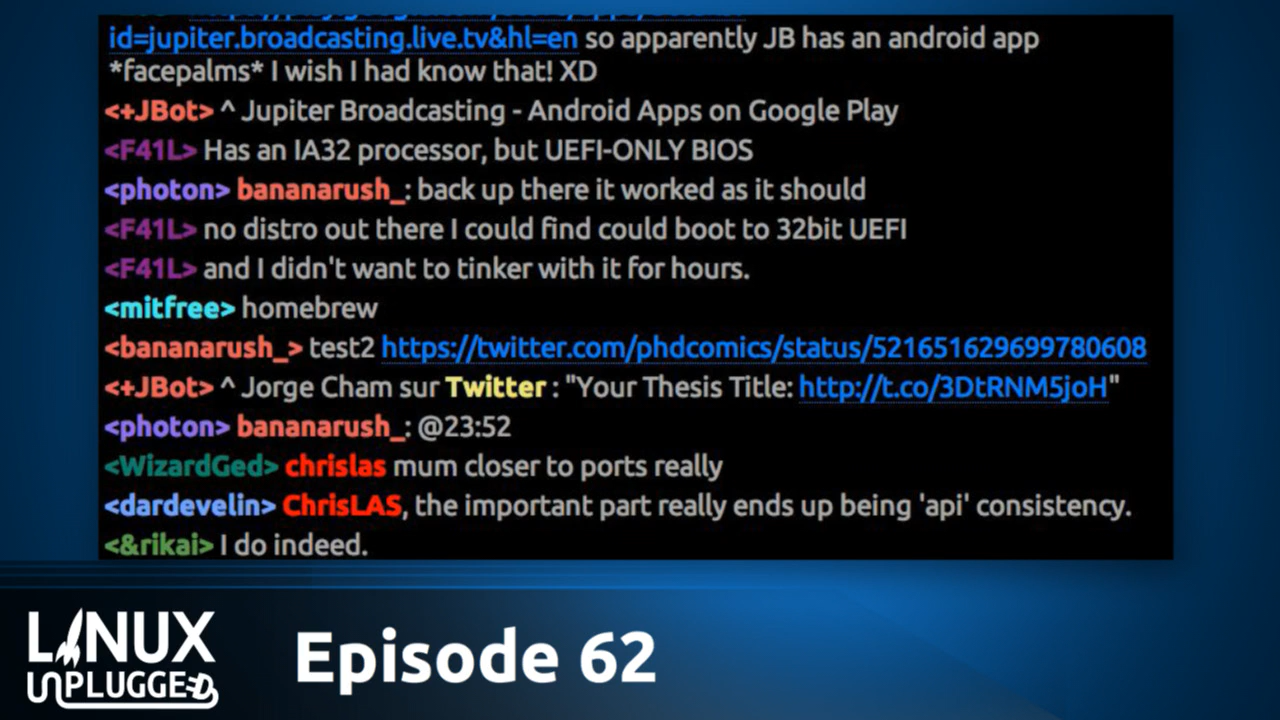 id=jupiter.broadcasting.live.tv&hl=en so apparently JB has an android app
*facepalms* I wish I had know that! XD
<+JBot> ^ Jupiter Broadcasting - Android Apps on Google Play
<F41L> Has an IA32 processor, but UEFI-ONLY BIOS
<photon> bananarush_: back up there it worked as it should
<F41L> no distro out there I could find could boot to 32bit UEFI
<F41L> and I didn't want to tinker with it for hours.
<mitfree> homebrew
<bananarush_> test2 https://twitter.com/phdcomics/status/521651629699780608
<+JBot> ^ Jorge Cham sur Twitter : "Your Thesis Title: http://t.co/3DtRNM5joH"
<photon> bananarush_: @23:52
<WizardGed> chrislas mum closer to ports really
<dardevelin> ChrisLAS, the important part really ends up being 'api' consistency.
<&rikai> I do indeed.
LINUX
UNPLUGGED
Episode 62